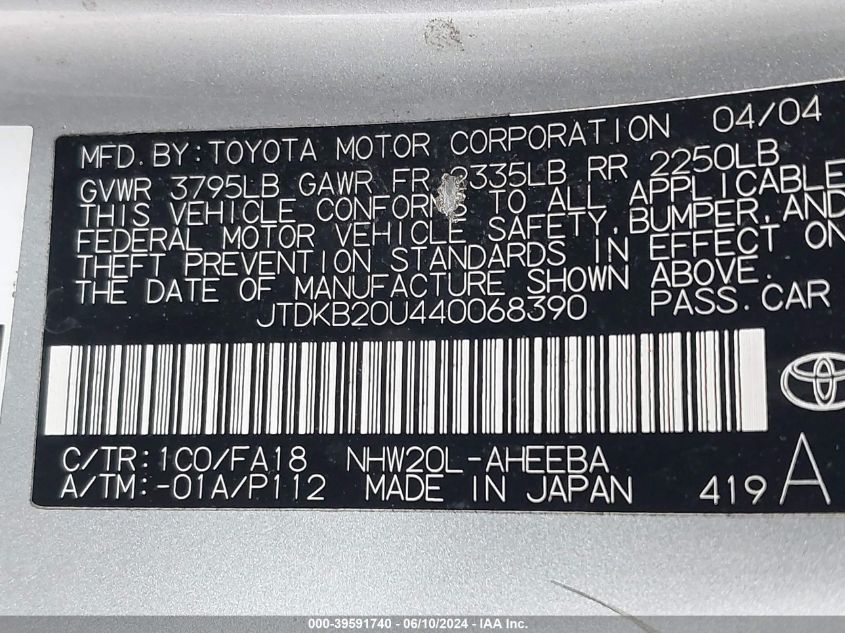 MFD. BY: TOYOTA MOTOR CORPORATION 04/04
GVWR 3795LB GAWR FR 2335LB RR 2250LB
THIS VEHICLE CONFORMS TO ALL APPLICABLE
FEDERAL MOTOR VEHICLE SAFETY, BUMPER, AND
THEFT PREVENTION STANDARDS IN EFFECT ON
THE DATE OF MANUFACTURE SHOWN ABOVE.
JTDKB20U440068390 PASS. CAR
C/TR: 1C0/FA18 NHW20L-AHEEBA
A/TM: -01A/P112 MADE IN JAPAN 419 A
000-39591740 - 06/10/2024 - IAA Inc.